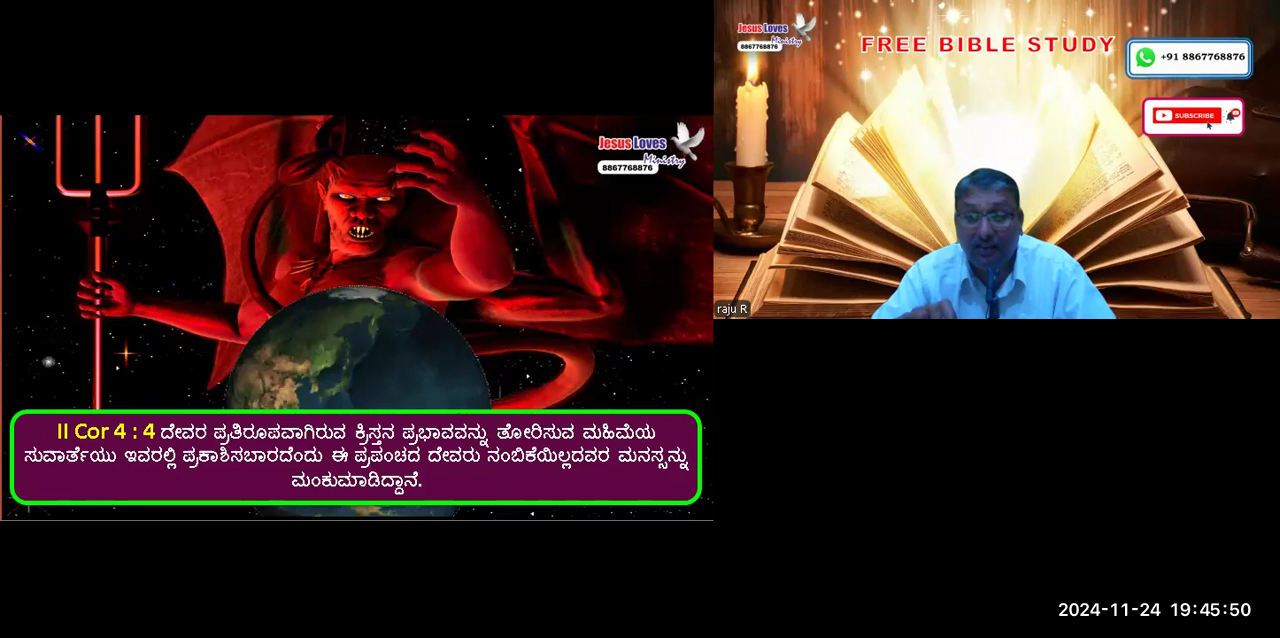 Jesus Loves
Ministry
8867768876
II Cor 4 : 4 ದೇವರ ಪ್ರತಿರೂಪವಾಗಿರುವ ಕ್ರಿಸ್ತನ ಪ್ರಭಾವವನ್ನು ತೋರಿಸುವ ಮಹಿಮೆಯ
ಸುವಾರ್ತೆಯು ಇವರಲ್ಲಿ ಪ್ರಕಾಶಿಸಬಾರದೆಂದು ಈ ಪ್ರಪಂಚದ ದೇವರು ನಂಬಿಕೆಯಿಲ್ಲದವರ ಮನಸ್ಸನ್ನು
ಮಂಕುಮಾಡಿದ್ದಾನೆ.
Jesus Loves
Ministry
8867768876
FREE BIBLE STUDY
+91 8867768876
SUBSCRIBE
raju R
2024-11-24 19:45:50